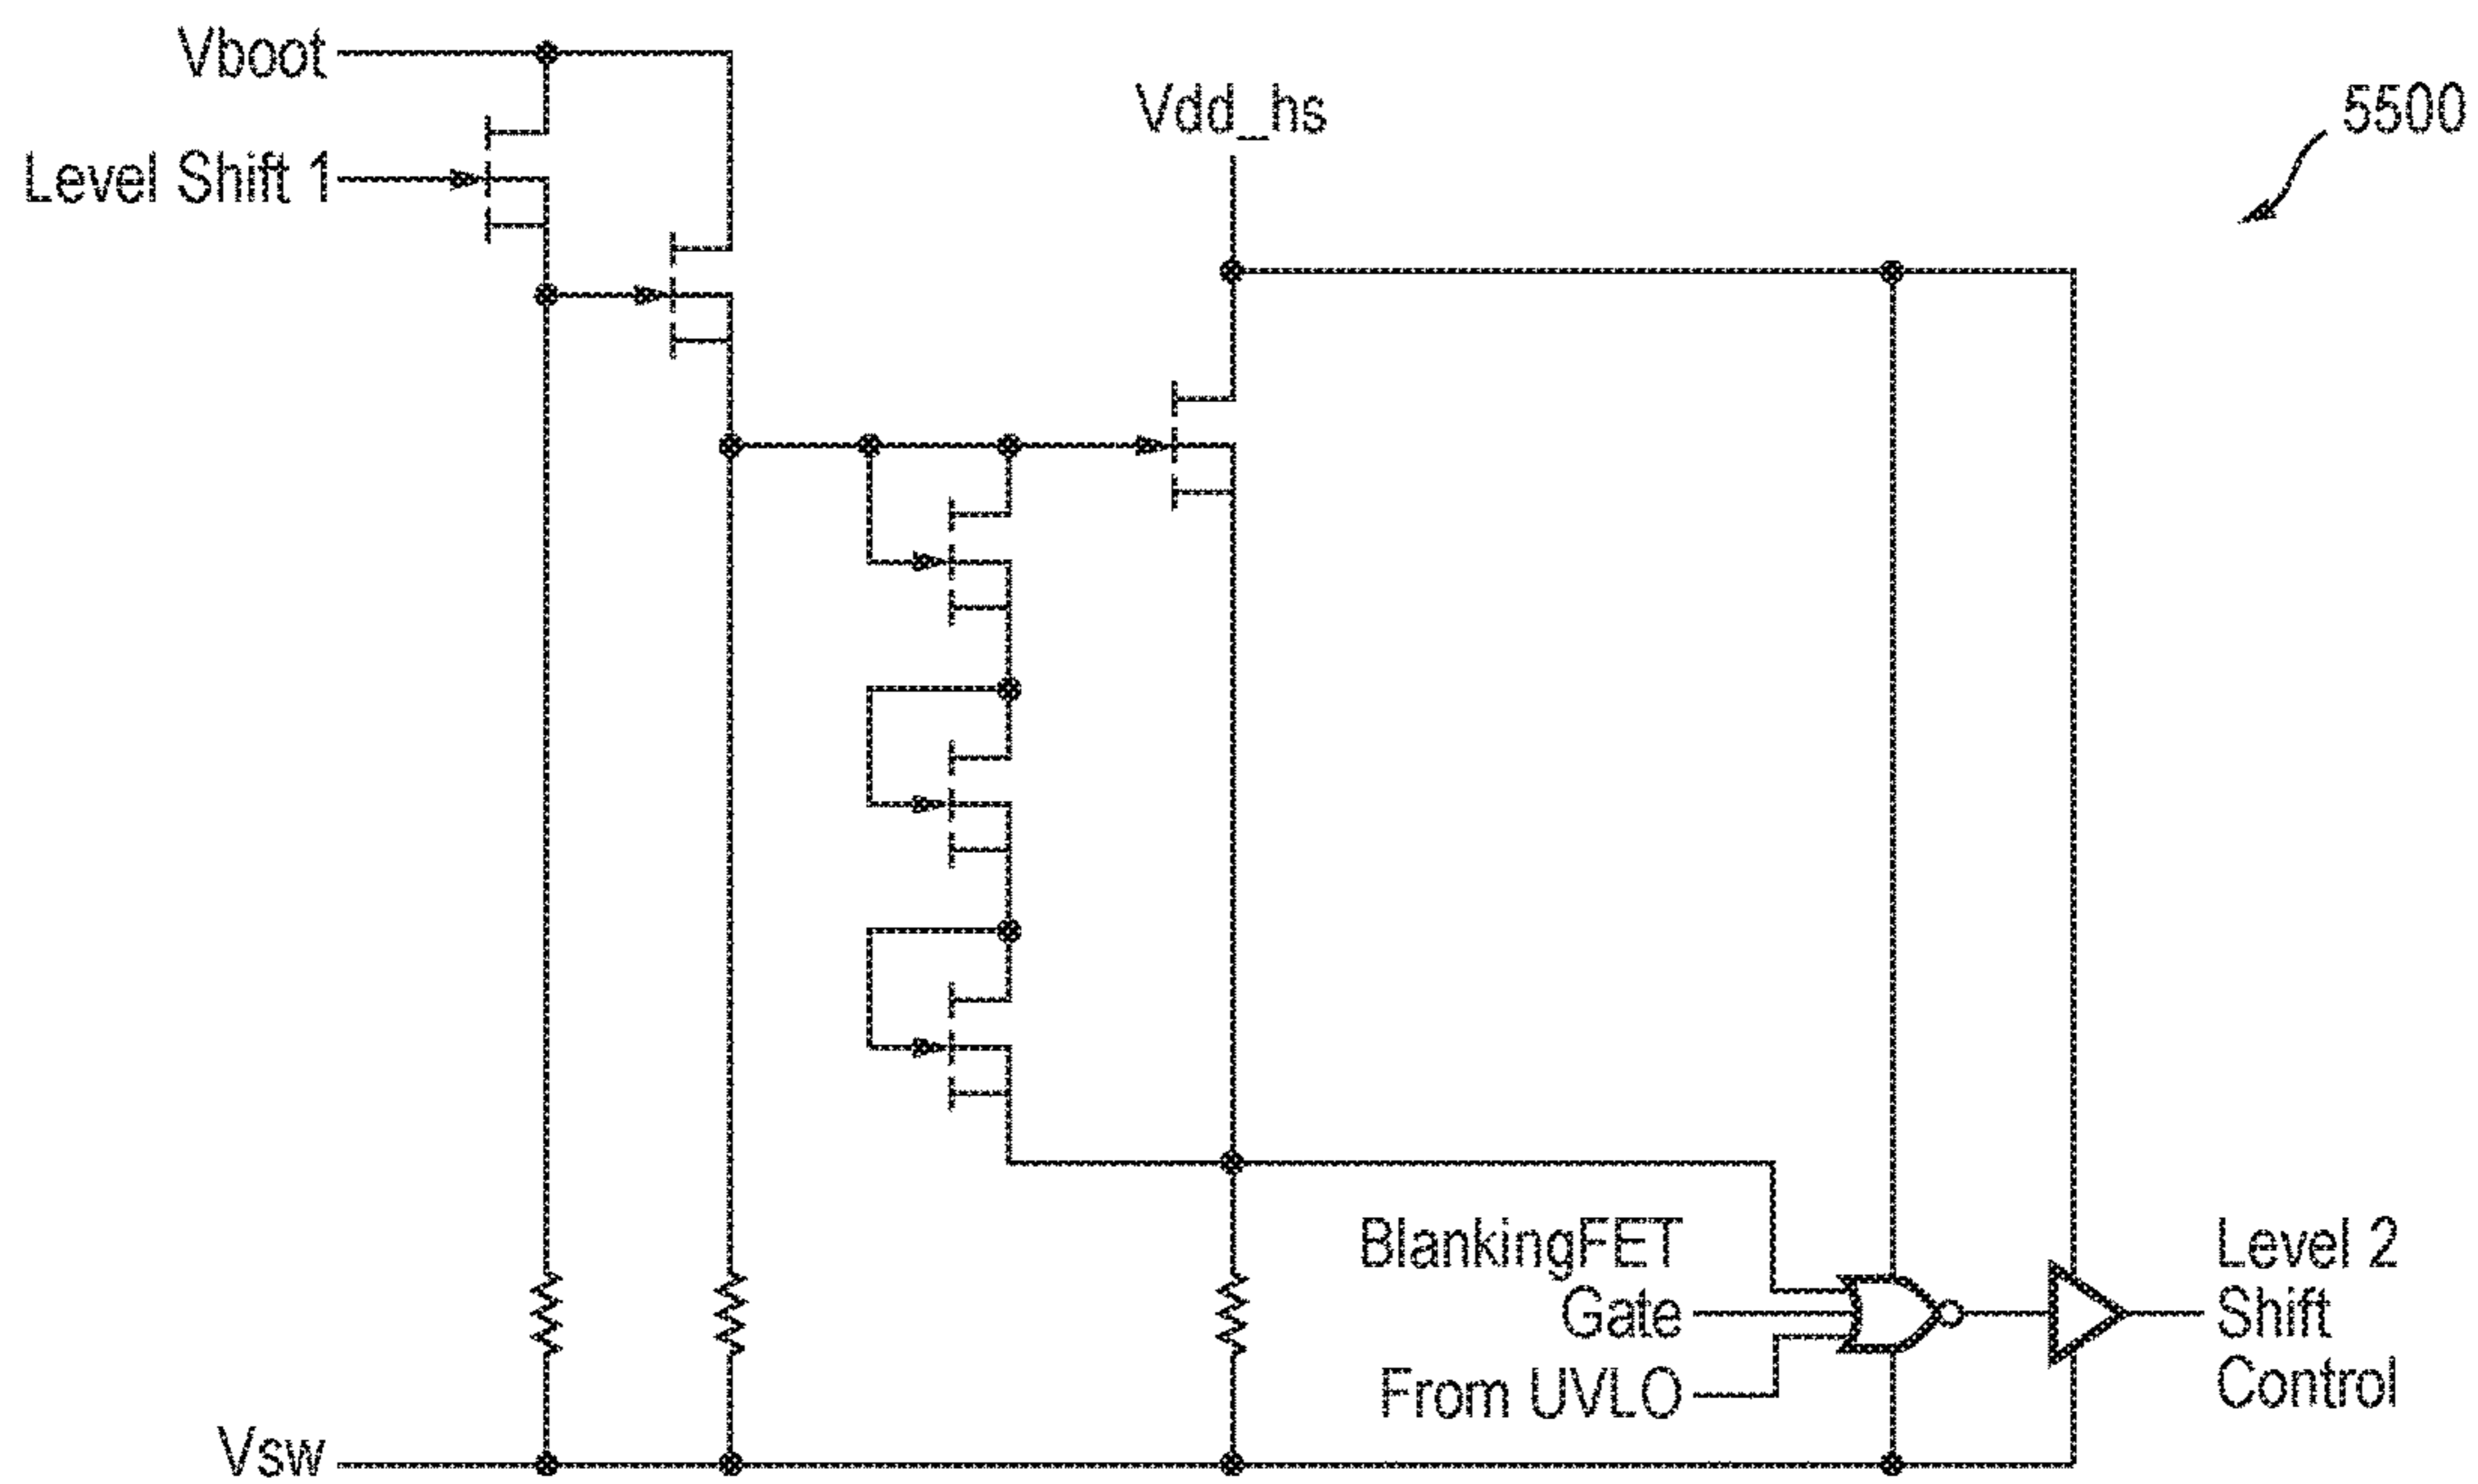 Vboot
Vdd_hs
5500
Level Shift 1
BlankingFET
Gate
From UVLO
Level 2
Shift
Control
Vsw